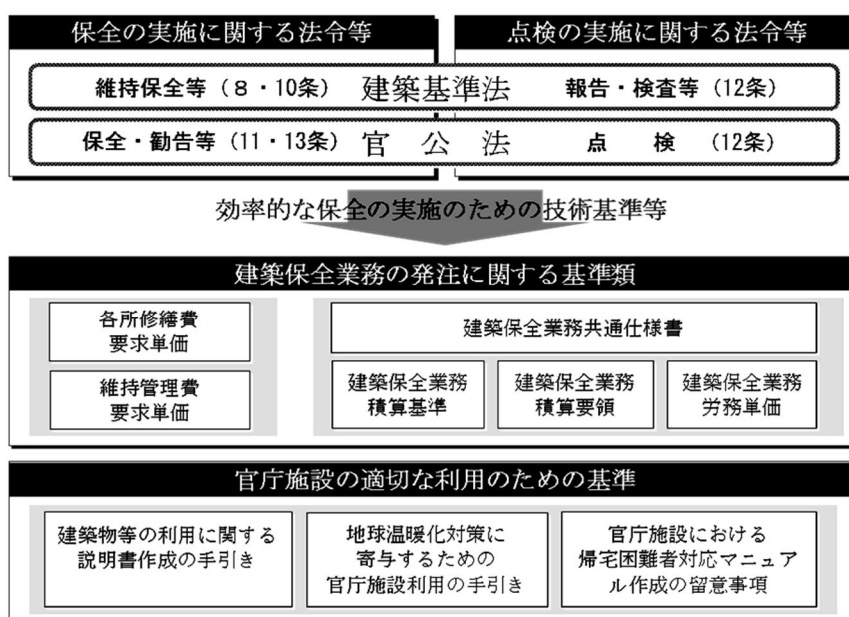 保全の実施に関する法令等
点検の実施に関する法令等
維持保全等（８・10条） 建築基準法 報告・検査等（12条）
保全・勧告等（11・13条） 官　公　法 点　検 （12条）
効率的な保全の実施のための技術基準等
建築保全業務の発注に関する基準類
各所修繕費
要求単価
維持管理費
要求単価
建築保全業務共通仕様書
建築保全業務
積算基準
建築保全業務
積算要領
建築保全業務
労務単価
官庁施設の適切な利用のための基準
建築物等の利用に関する
説明書作成の手引き
地球温暖化対策に
寄与するための
官庁施設利用の手引き
官庁施設における
帰宅困難者対応マニュア
ル作成の留意事項